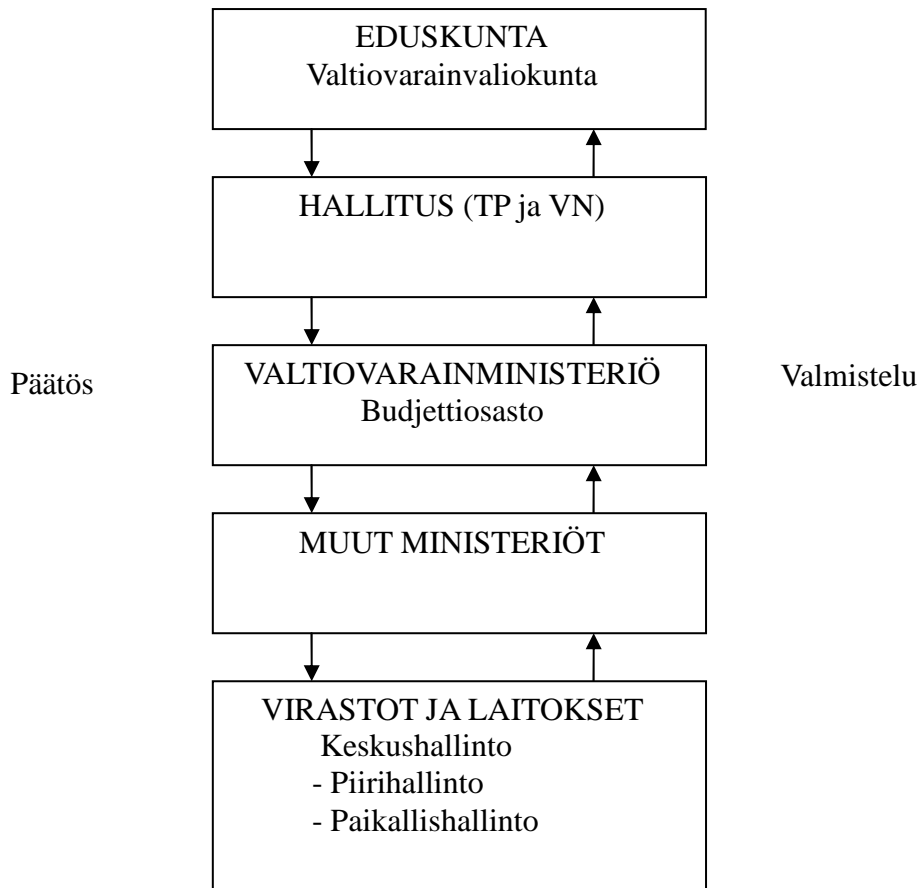 EDUSKUNTA
Valtiovarainvaliokunta
HALLITUS (TP ja VN)
VALTIOVARAINMINISTERIÖ
Budjettiosasto
Päätös
Valmistelu
MUUT MINISTERIÖT
VIRASTOT JA LAITOKSET
Keskushallinto
- Piirihallinto
- Paikallishallinto